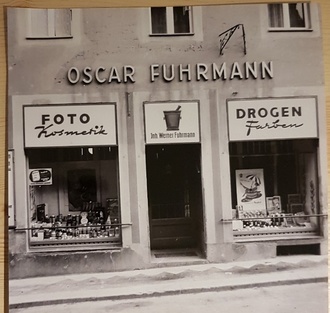 OSCAR FUHRMANN
FOTO
Kosmetik
Inh. Werner Fuhrmann
DROGEN
Farben